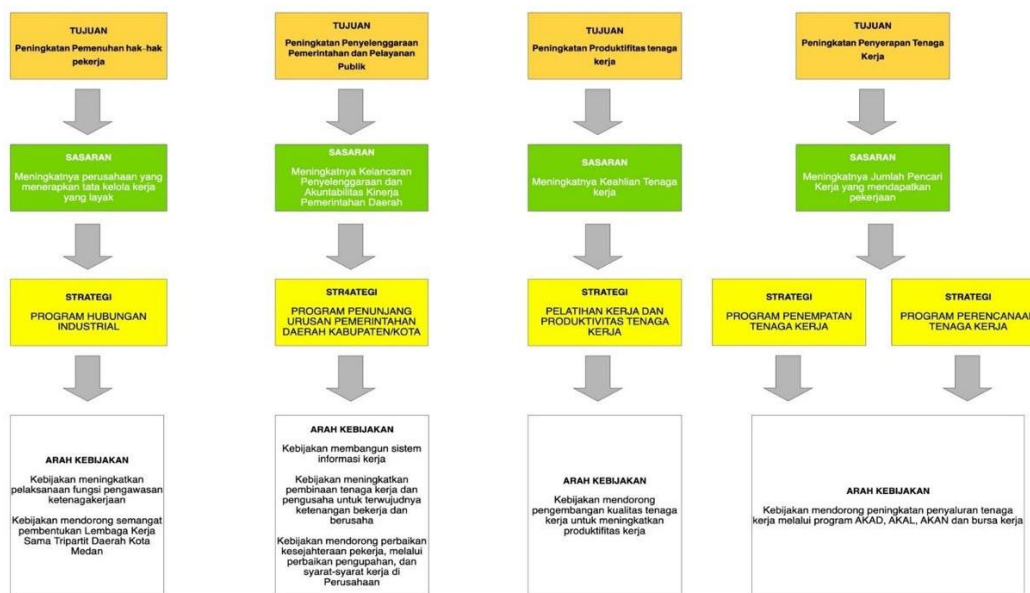 TUJUAN
Peningkatan Pemenuhan hak-hak
pekerja
TUJUAN
Peningkatan Penyelenggaraan
Pemerintahan dan Pelayanan
Publik
TUJUAN
Peningkatan Produktifitas tenaga
kerja
TUJUAN
Peningkatan Penyerapan Tenaga
Kerja
SASARAN
Meningkatnya perusahaan yang
menerapkan tata kelola kerja
yang layak
SASARAN
Meningkatnya Kelancaran
Penyelenggaraan dan
Akuntabilitas Kinerja
Pemerintahan Daerah
SASARAN
Meningkatnya Keahlian Tenaga
kerja
SASARAN
Meningkatnya Jumlah Pencari
Kerja yang mendapatkan
pekerjaan
STRATEGI
PROGRAM HUBUNGAN
INDUSTRIAL
STR4TEGI
PROGRAM PENUNJANG
URUSAN PEMERINTAHAN
DAERAH KABUPATEN/KOTA
STRATEGI
PELATIHAN KERJA DAN
PRODUKTIVITAS TENAGA
KERJA
STRATEGI
PROGRAM PENEMPATAN
TENAGA KERJA
STRATEGI
PROGRAM PERENCANAAN
TENAGA KERJA
ARAH KEBIJAKAN
Kebijakan meningkatkan
pelaksanaan fungsi pengawasan
ketenagakerjaan
Kebijakan mendorong semangat
pembentukan Lembaga Kerja
Sama Tripartit Daerah Kota
Medan
ARAH KEBIJAKAN
Kebijakan membangun sistem
informasi kerja
Kebijakan meningkatkan
pembinaan tenaga kerja dan
pengusaha untuk terwujudnya
ketenangan bekerja dan
berusaha
Kebijakan mendorong perbaikan
kesejahteraan pekerja, melalui
perbaikan pengupahan, dan
syarat-syarat kerja di
Perusahaan
ARAH KEBIJAKAN
Kebijakan mendorong
pengembangan kualitas tenaga
kerja untuk meningkatkan
produktifitas kerja
ARAH KEBIJAKAN
Kebijakan mendorong peningkatan penyaluran tenaga
kerja melalui program AKAD, AKAL, AKAN dan bursa kerja